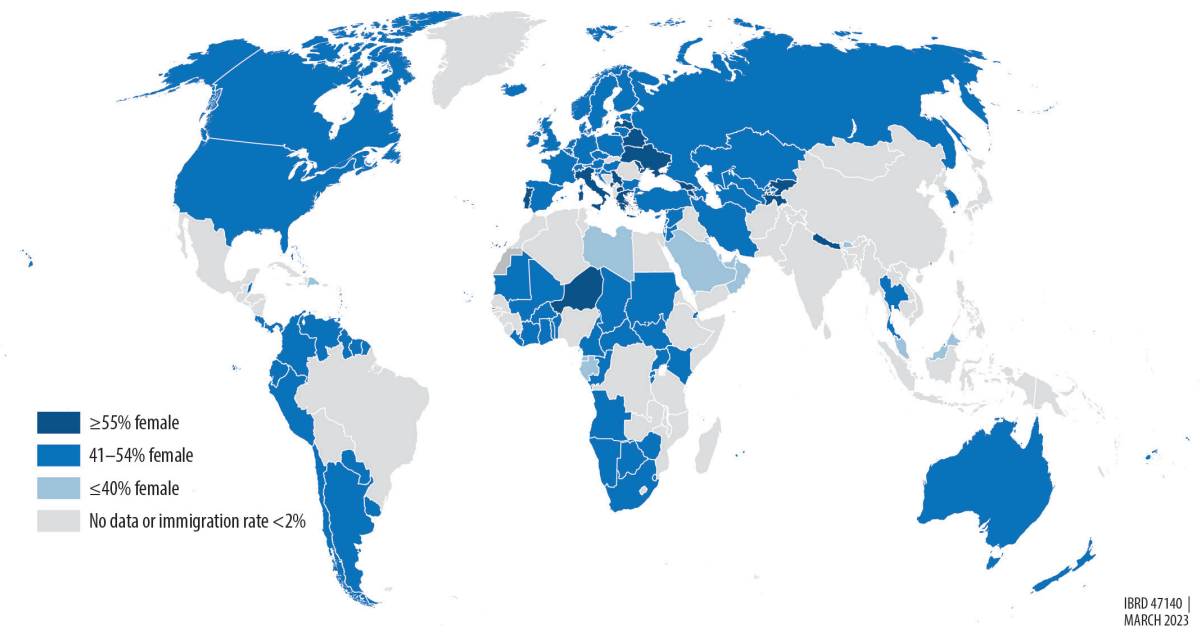 ≥55% female
41–54% female
≤40% female
No data or immigration rate <2%
IBRD 47140 |
MARCH 2023